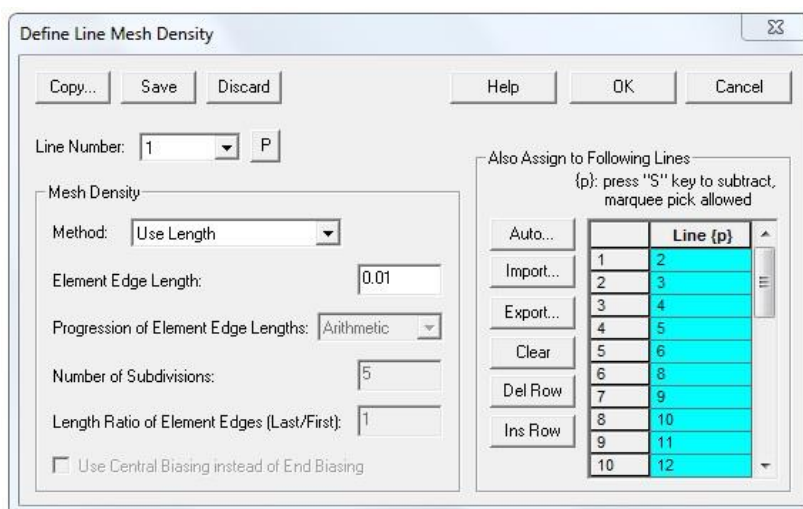 Define Line Mesh Density
Copy... Save Discard Help OK Cancel
Line Number: 1 P
Mesh Density
Method: Use Length
Element Edge Length: 0.01
Progression of Element Edge Lengths: Arithmetic
Number of Subdivisions: 5
Length Ratio of Element Edges (Last/First): 1
Use Central Biasing instead of End Biasing
Also Assign to Following Lines
{p}: press "S" key to subtract,
marquee pick allowed
Auto...
Import...
Export...
Clear
Del Row
Ins Row
Line {p}
1 2
2 3
3 4
4 5
5 6
6 8
7 9
8 10
9 11
10 12